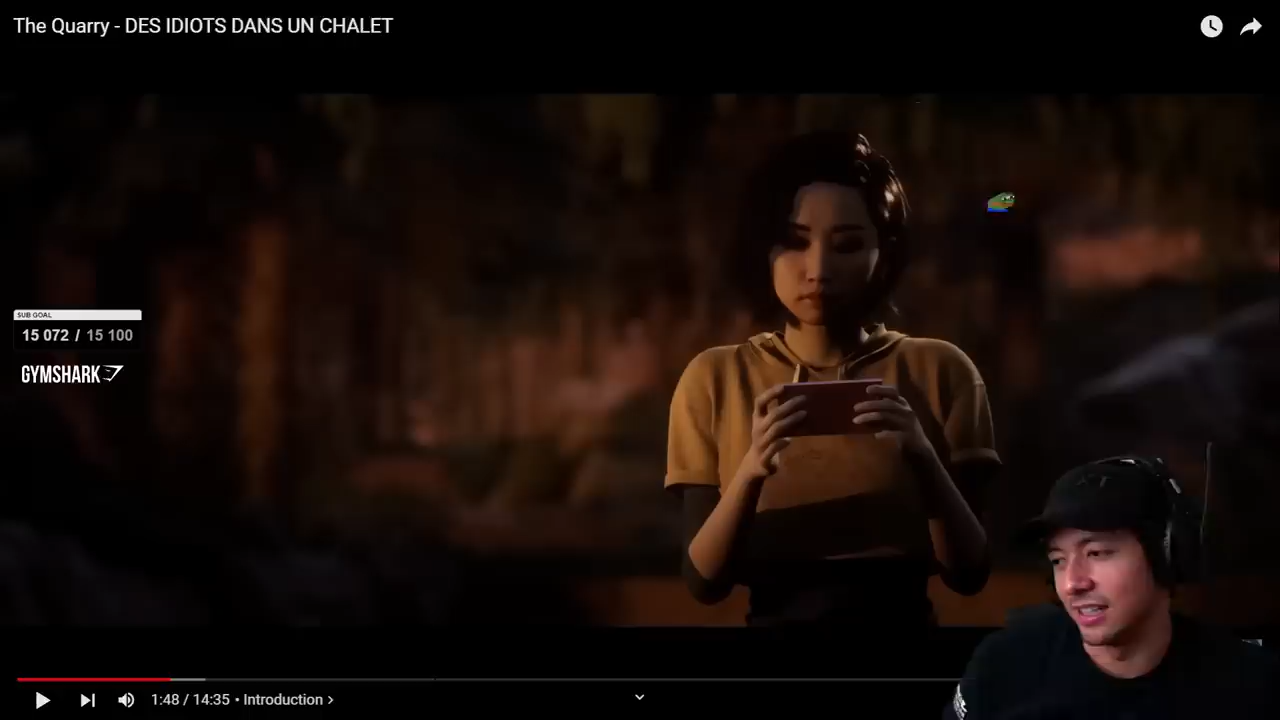 The Quarry - DES IDIOTS DANS UN CHALET
SUB GOAL
15 072 / 15 100
GYMSHARK
1:48 / 14:35 • Introduction